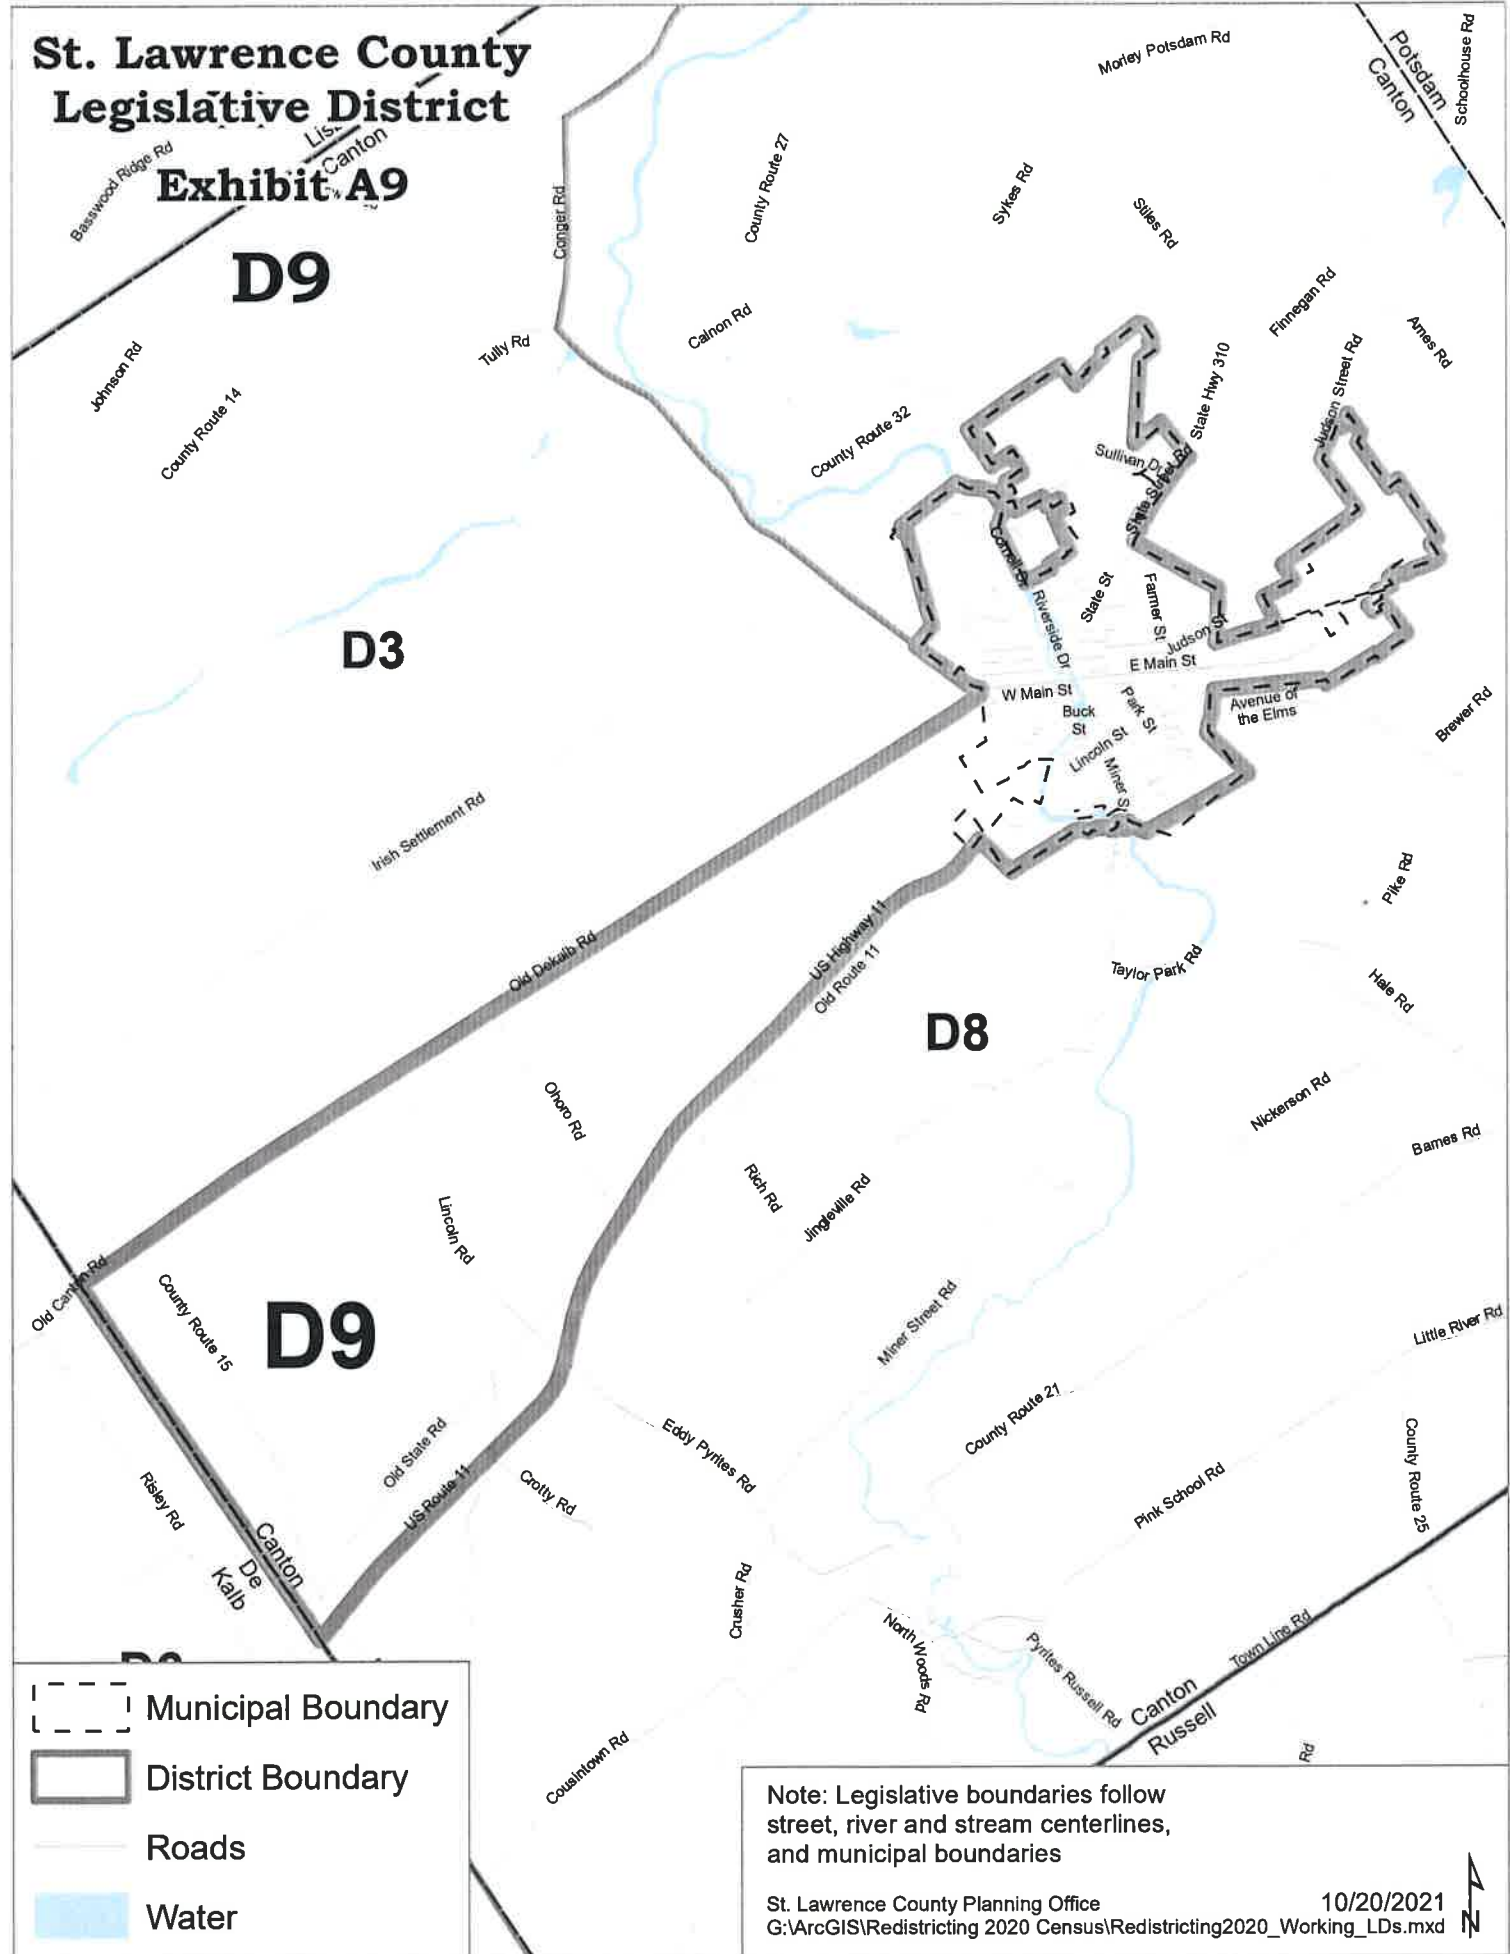 St. Lawrence County
Legislative District
Exhibit A9
D9
Basswood Ridge Rd
Canton
Conger Rd
Morley Potsdam Rd
Potsdam
Canton
Schoolhouse Rd
County Route 27
Sykes Rd
Stiles Rd
Johnson Rd
County Route 14
Tully Rd
Calnon Rd
Finnegan Rd
Ames Rd
State Hwy 310
Judson Street Rd
County Route 32
Sullivan Dr
State Street Rd
Cornell Dr
D3
Riverside Dr
State St
Farmer St
Judson St
E Main St
W Main St
Buck
St
Park St
Avenue of
the Elms
Brewer Rd
Lincoln St
Miner St
Irish Settlement Rd
Pike Rd
Old Dekalb Rd
US Highway 11
Old Route 11
Taylor Park Rd
Hale Rd
D8
Ohoro Rd
Nickerson Rd
Barnes Rd
Rich Rd
Jingleville Rd
Lincoln Rd
Old Canton Rd
County Route 15
D9
Miner Street Rd
Little River Rd
County Route 21
Old State Rd
Eddy Pyrites Rd
County Route 25
US Route 11
Crotty Rd
Pink School Rd
Risley Rd
Canton
De
Kalb
Crusher Rd
North Woods Rd
Pyrites Russell Rd
Town Line Rd
Canton
Russell
Rd
Cousintown Rd
Municipal Boundary
District Boundary
Roads
Water
Note: Legislative boundaries follow
street, river and stream centerlines,
and municipal boundaries
St. Lawrence County Planning Office 10/20/2021
G:\ArcGIS\Redistricting 2020 Census\Redistricting2020_Working_LDs.mxd
N